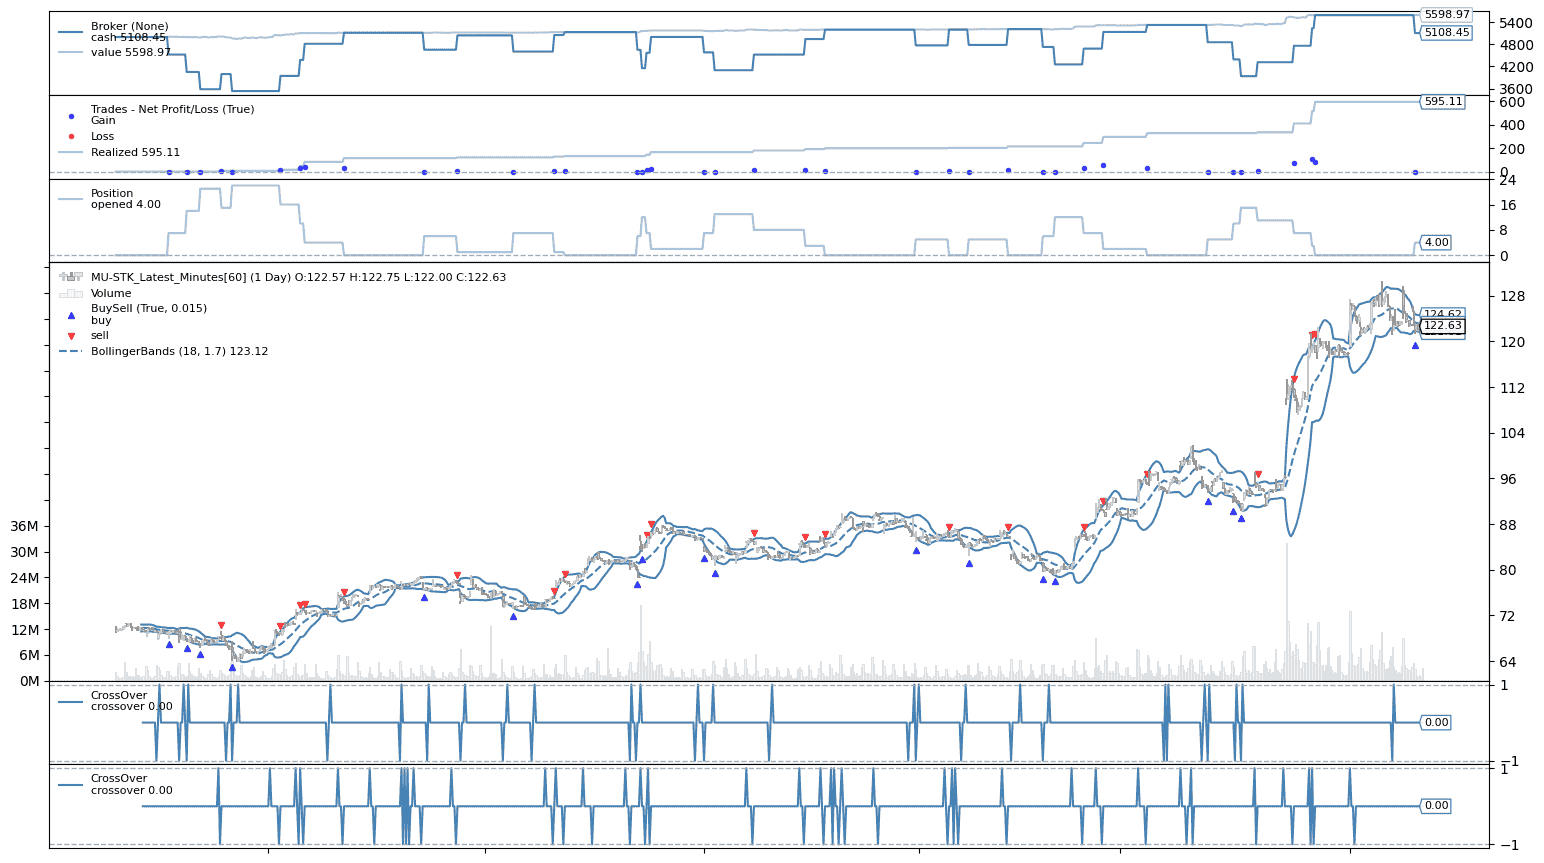 Broker (None)
cash 5108.45
value 5598.97
5598.97
5108.45
5400
4800
4200
3600
Trades - Net Profit/Loss (True)
Gain
Loss
Realized 595.11
595.11
600
400
200
0
Position
opened 4.00
4.00
24
16
8
0
MU-STK_Latest_Minutes[60] (1 Day) O:122.57 H:122.75 L:122.00 C:122.63
Volume
BuySell (True, 0.015)
buy
sell
BollingerBands (18, 1.7) 123.12
124.62
122.63
128
120
112
104
96
88
80
72
64
36M
30M
24M
18M
12M
6M
0M
CrossOver
crossover 0.00
0.00
1
−1
CrossOver
crossover 0.00
0.00
1
−1